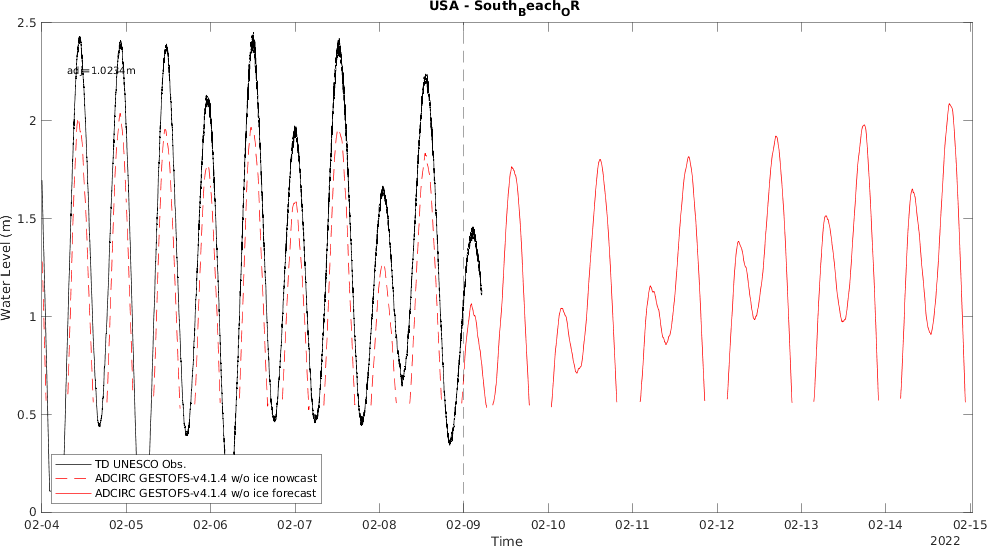 USA - SouthBeachOR
2.5
2
1.5
1
0.5
0
Water Level (m)
adj=1.0234m
TD UNESCO Obs.
ADCIRC GESTOFS-v4.1.4 w/o ice nowcast
ADCIRC GESTOFS-v4.1.4 w/o ice forecast
02-04 02-05 02-06 02-07 02-08 02-09 02-10 02-11 02-12 02-13 02-14 02-15
Time
2022